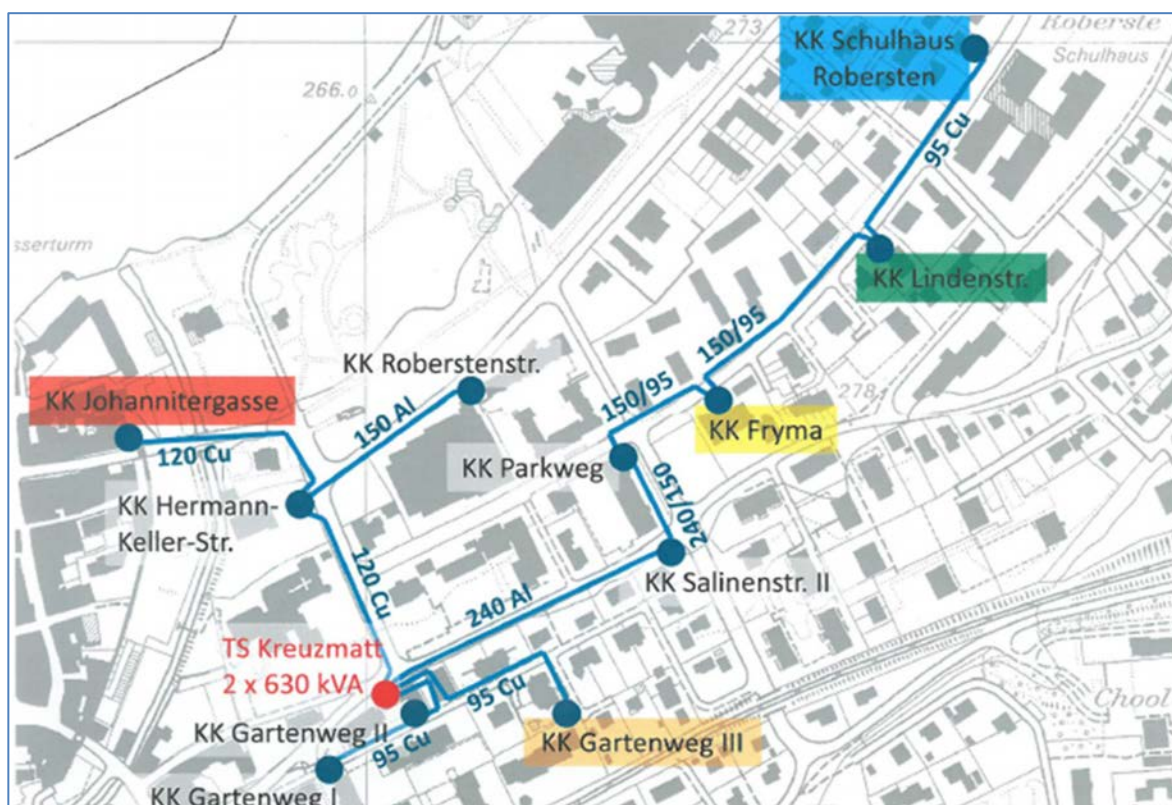 Roberste
Schulhaus
273
KK Schulhaus
Robersten
266.0
95 Cu
sserturm
KK Lindenstr.
150/95
KK Roberstenstr.
278
KK Johannitergasse
150 Al
150/95
KK Fryma
120 Cu
KK Parkweg
240/150
KK Hermann-
Keller-Str.
120 Cu
KK Salinenstr. II
240 Al
TS Kreuzmatt
2 x 630 kVA
95 Cu
Choo
KK Gartenweg II
95 Cu
KK Gartenweg III
KK Gartenweg I